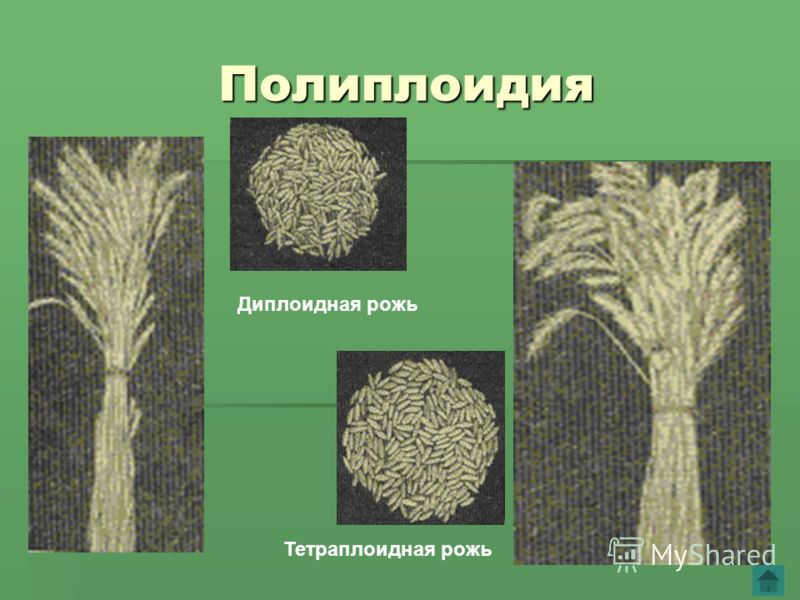 Полиплоидия
Диплоидная рожь
Тетраплоидная рожь
MyShared